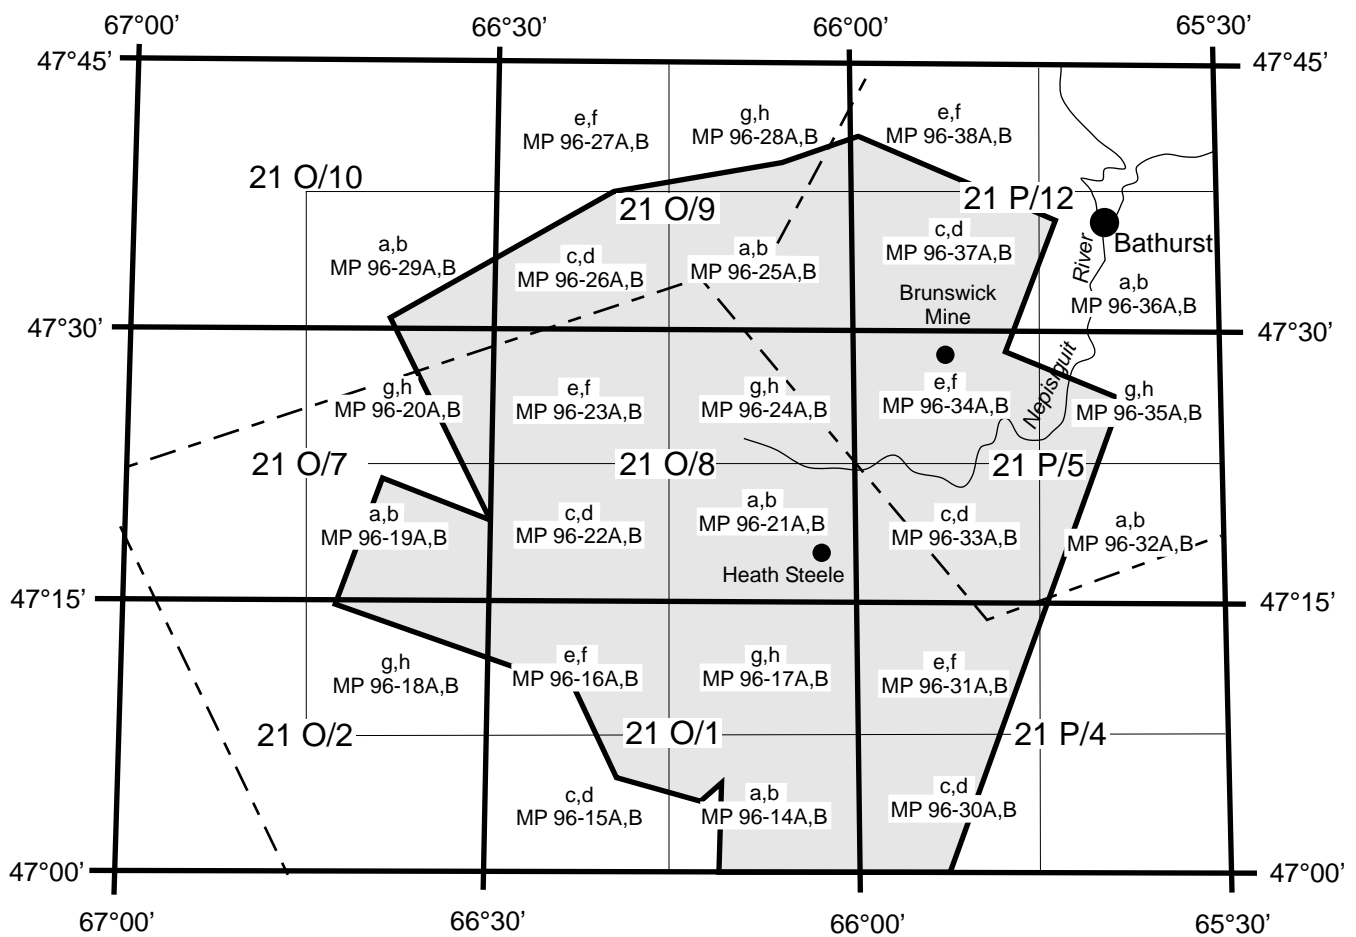 67°00’
66°30’
66°00’
65°30’
47°45’
47°45’
e,f
MP 96-27A,B
g,h
MP 96-28A,B
e,f
MP 96-38A,B
21 O/10
21 O/9
21 P/12
a,b
MP 96-29A,B
c,d
MP 96-26A,B
a,b
MP 96-25A,B
c,d
MP 96-37A,B
River
Bathurst
a,b
MP 96-36A,B
Brunswick
Mine
47°30’
47°30’
g,h
MP 96-20A,B
e,f
MP 96-23A,B
g,h
MP 96-24A,B
e,f
MP 96-34A,B
Nepisiguit
g,h
MP 96-35A,B
21 O/7
21 O/8
21 P/5
a,b
MP 96-19A,B
c,d
MP 96-22A,B
a,b
MP 96-21A,B
c,d
MP 96-33A,B
a,b
MP 96-32A,B
Heath Steele
47°15’
47°15’
g,h
MP 96-18A,B
e,f
MP 96-16A,B
g,h
MP 96-17A,B
e,f
MP 96-31A,B
21 O/2
21 O/1
21 P/4
c,d
MP 96-15A,B
a,b
MP 96-14A,B
c,d
MP 96-30A,B
47°00’
47°00’
67°00’
66°30’
66°00’
65°30’